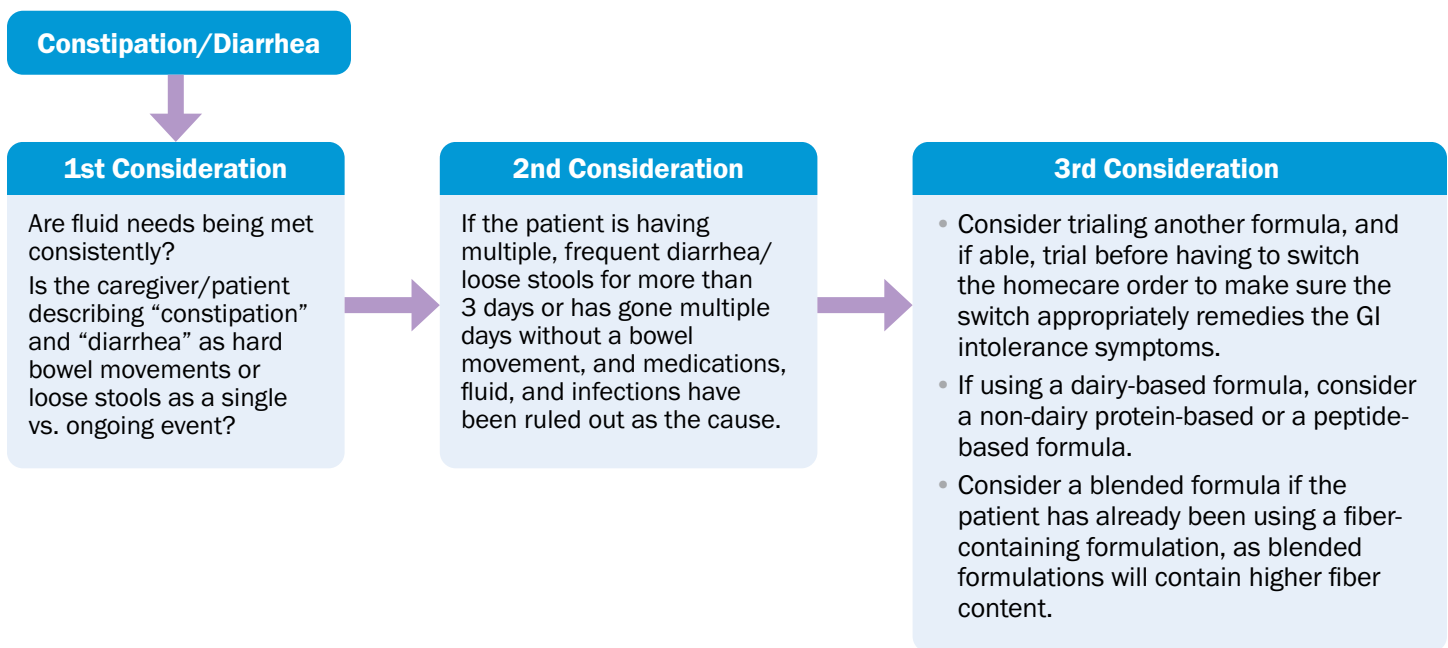 Constipation/Diarrhea
1st Consideration
Are fluid needs being met
consistently?
Is the caregiver/patient
describing “constipation”
and “diarrhea” as hard
bowel movements or
loose stools as a single
vs. ongoing event?
2nd Consideration
If the patient is having
multiple, frequent diarrhea/
loose stools for more than
3 days or has gone multiple
days without a bowel
movement, and medications,
fluid, and infections have
been ruled out as the cause.
3rd Consideration
• Consider trialing another formula, and
if able, trial before having to switch
the homecare order to make sure the
switch appropriately remedies the GI
intolerance symptoms.
• If using a dairy-based formula, consider
a non-dairy protein-based or a peptide-
based formula.
• Consider a blended formula if the
patient has already been using a fiber-
containing formulation, as blended
formulations will contain higher fiber
content.